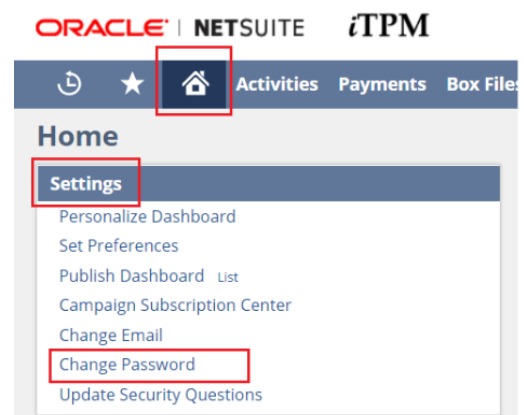 ORACLE | NETSUITE iTPM
Activities Payments Box Files
Home
Settings
Personalize Dashboard
Set Preferences
Publish Dashboard List
Campaign Subscription Center
Change Email
Change Password
Update Security Questions